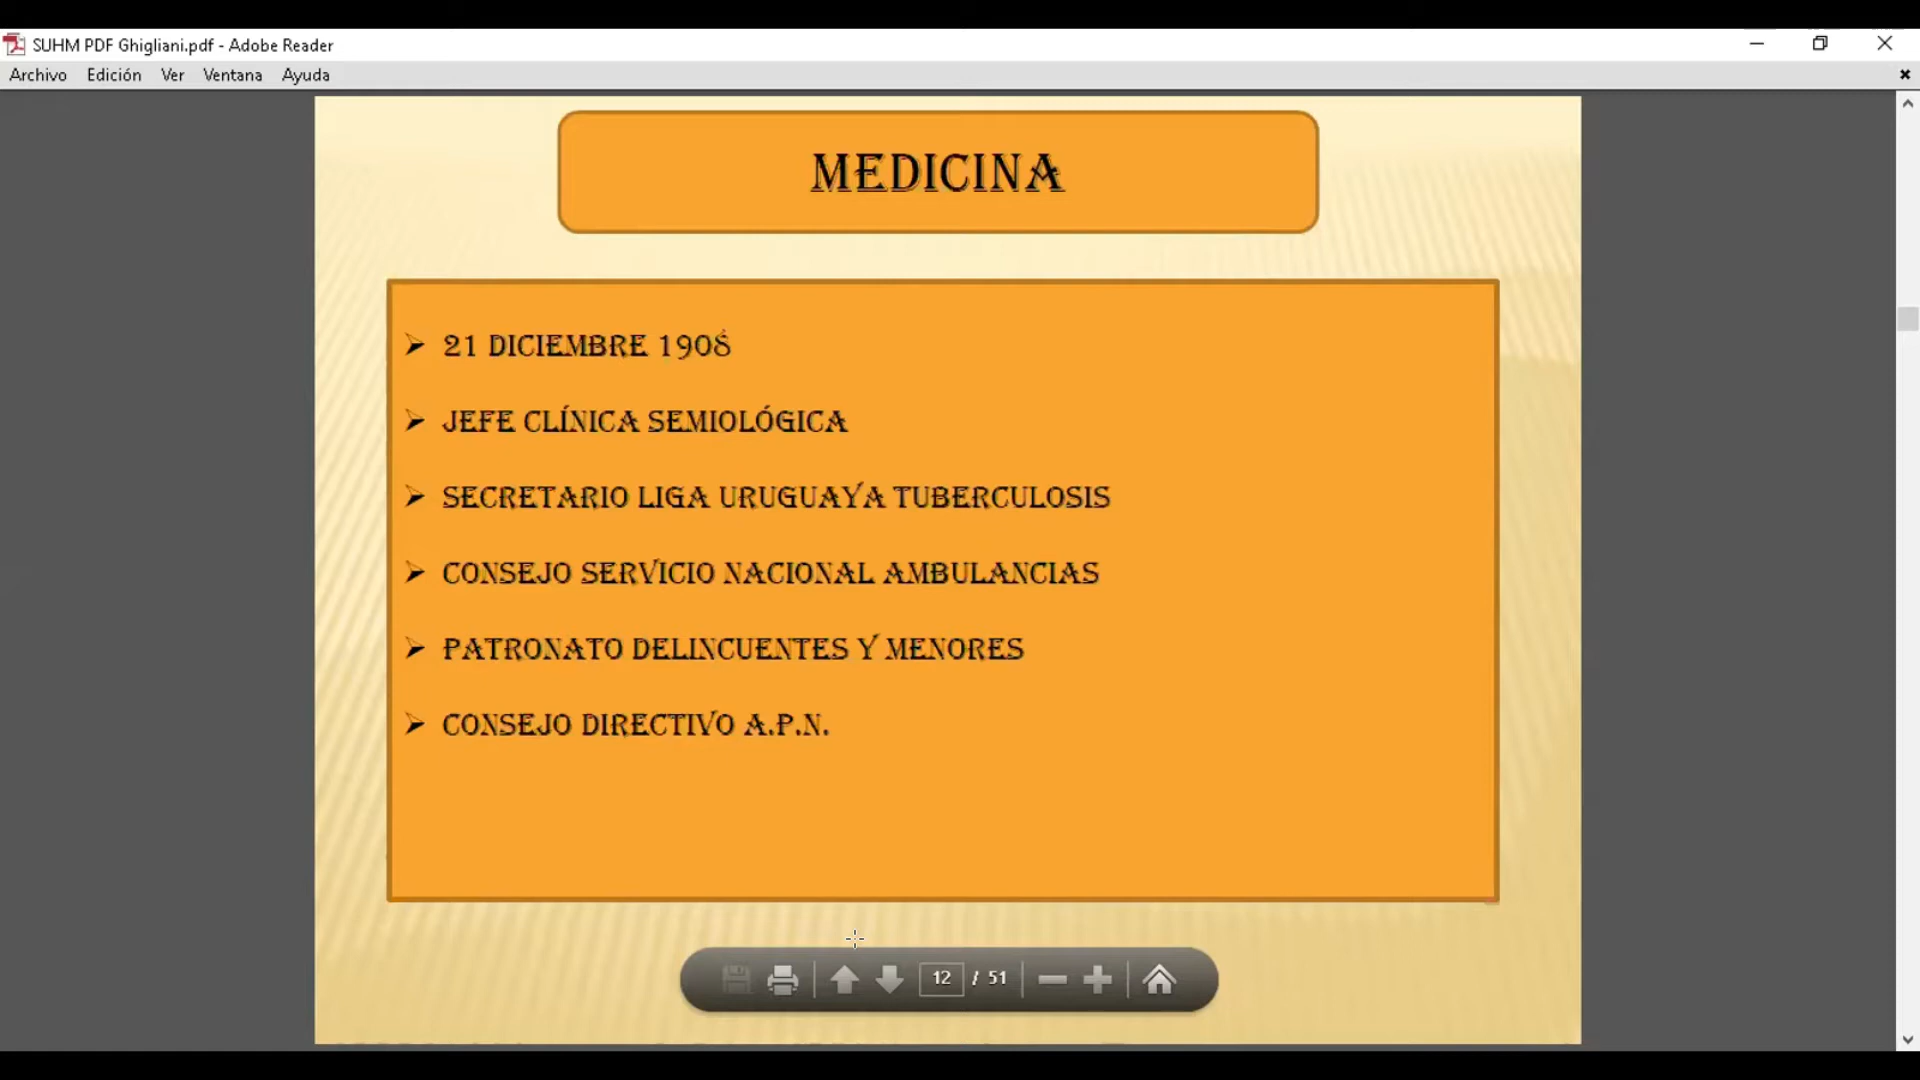 SUHM PDF Ghigliani.pdf - Adobe Reader
Archivo Edición Ver Ventana Ayuda
MEDICINA
21 DICIEMBRE 1908
JEFE CLÍNICA SEMIOLÓGICA
SECRETARIO LIGA URUGUAYA TUBERCULOSIS
CONSEJO SERVICIO NACIONAL AMBULANCIAS
PATRONATO DELINCUENTES Y MENORES
CONSEJO DIRECTIVO A.P.N.
12 / 51